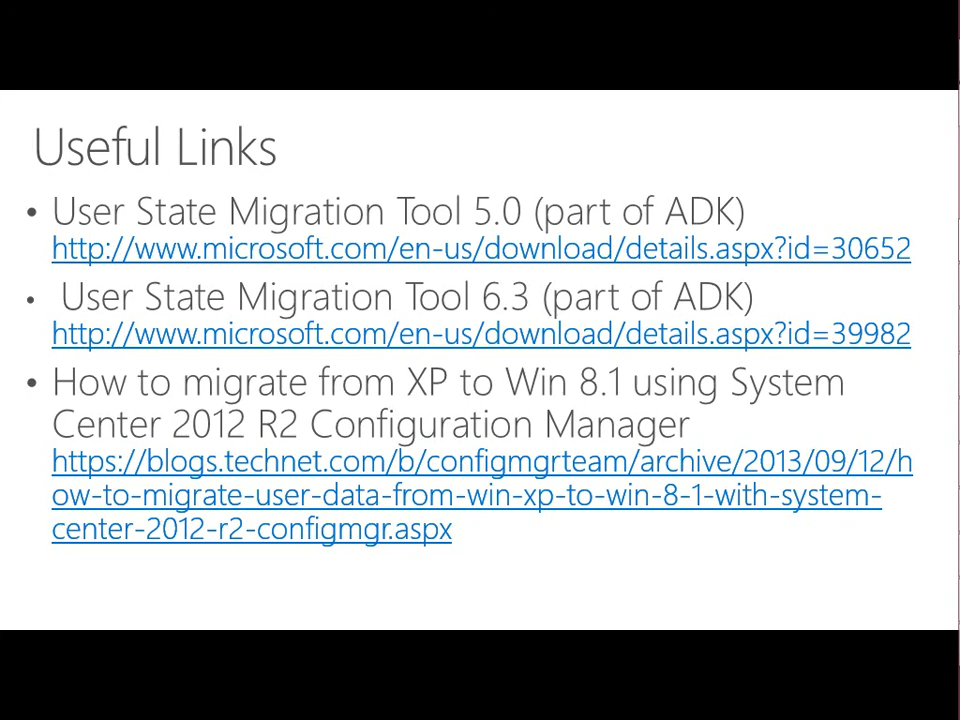 Useful Links
• User State Migration Tool 5.0 (part of ADK)
http://www.microsoft.com/en-us/download/details.aspx?id=30652
• User State Migration Tool 6.3 (part of ADK)
http://www.microsoft.com/en-us/download/details.aspx?id=39982
• How to migrate from XP to Win 8.1 using System
Center 2012 R2 Configuration Manager
https://blogs.technet.com/b/configmgrteam/archive/2013/09/12/h
ow-to-migrate-user-data-from-win-xp-to-win-8-1-with-system-
center-2012-r2-configmgr.aspx